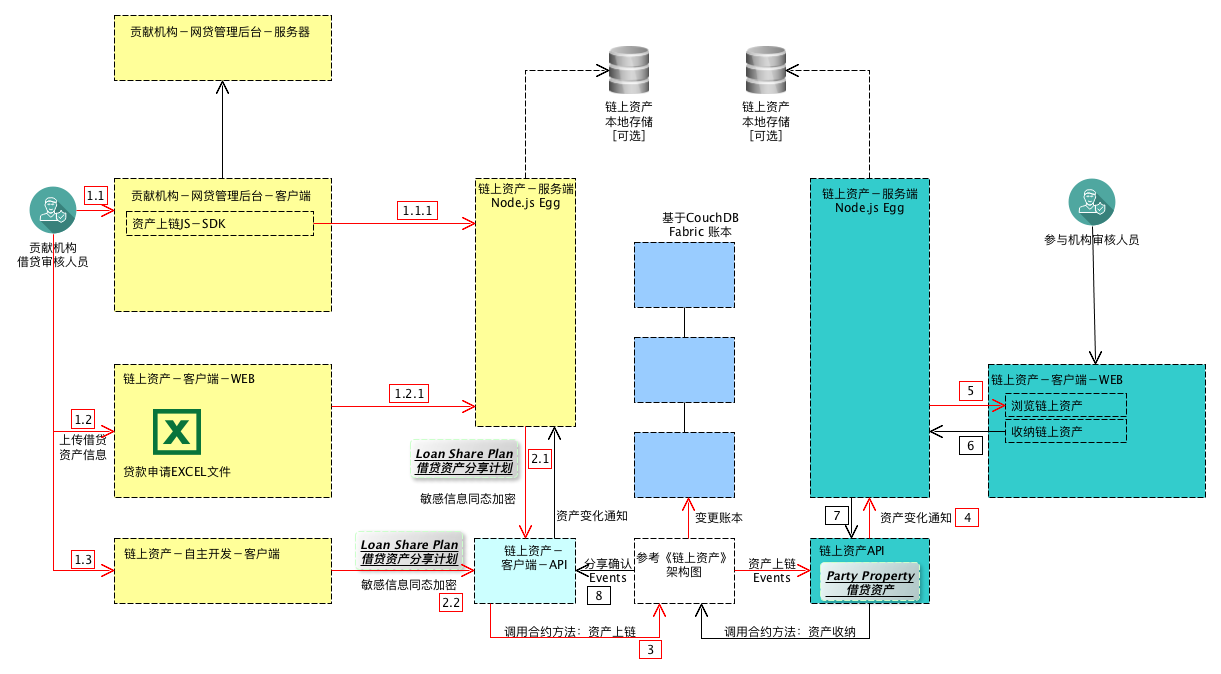 贡献机构－网贷管理后台－服务器
链上资产
本地存储
[可选]
链上资产
本地存储
[可选]
1.1
贡献机构
借贷审核人员
贡献机构－网贷管理后台－客户端
资产上链JS－SDK
1.1.1
链上资产－服务端
Node.js Egg
基于CouchDB
Fabric 账本
链上资产－服务端
Node.js Egg
参与机构审核人员
链上资产－客户端－WEB
贷款申请EXCEL文件
1.2
上传借贷
资产信息
1.2.1
链上资产－客户端－WEB
浏览链上资产
收纳链上资产
5
6
Loan Share Plan
借贷资产分享计划
2.1
敏感信息同态加密
资产变化通知
变更账本
7
资产变化通知
4
1.3
链上资产－自主开发－客户端
Loan Share Plan
借贷资产分享计划
敏感信息同态加密
2.2
链上资产－
客户端－API
分享确认
Events
8
参考《链上资产》
架构图
资产上链
Events
链上资产API
Party Property
借贷资产
调用合约方法：资产上链
3
调用合约方法：资产收纳